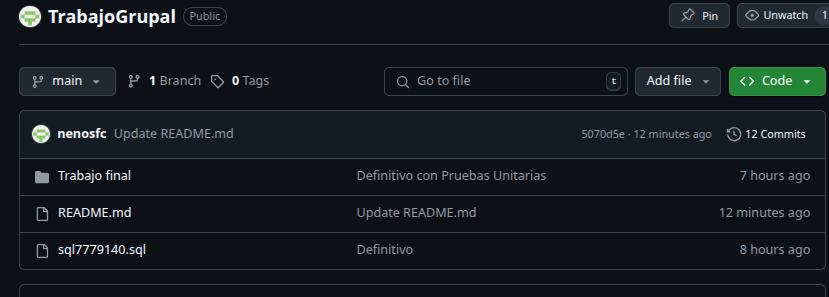 TrabajoGrupal Public Pin Unwatch 1
main 1 Branch 0 Tags Go to file t Add file Code
nenosfc Update README.md 5070d5e · 12 minutes ago 12 Commits
Trabajo final Definitivo con Pruebas Unitarias 7 hours ago
README.md Update README.md 12 minutes ago
sql7779140.sql Definitivo 8 hours ago